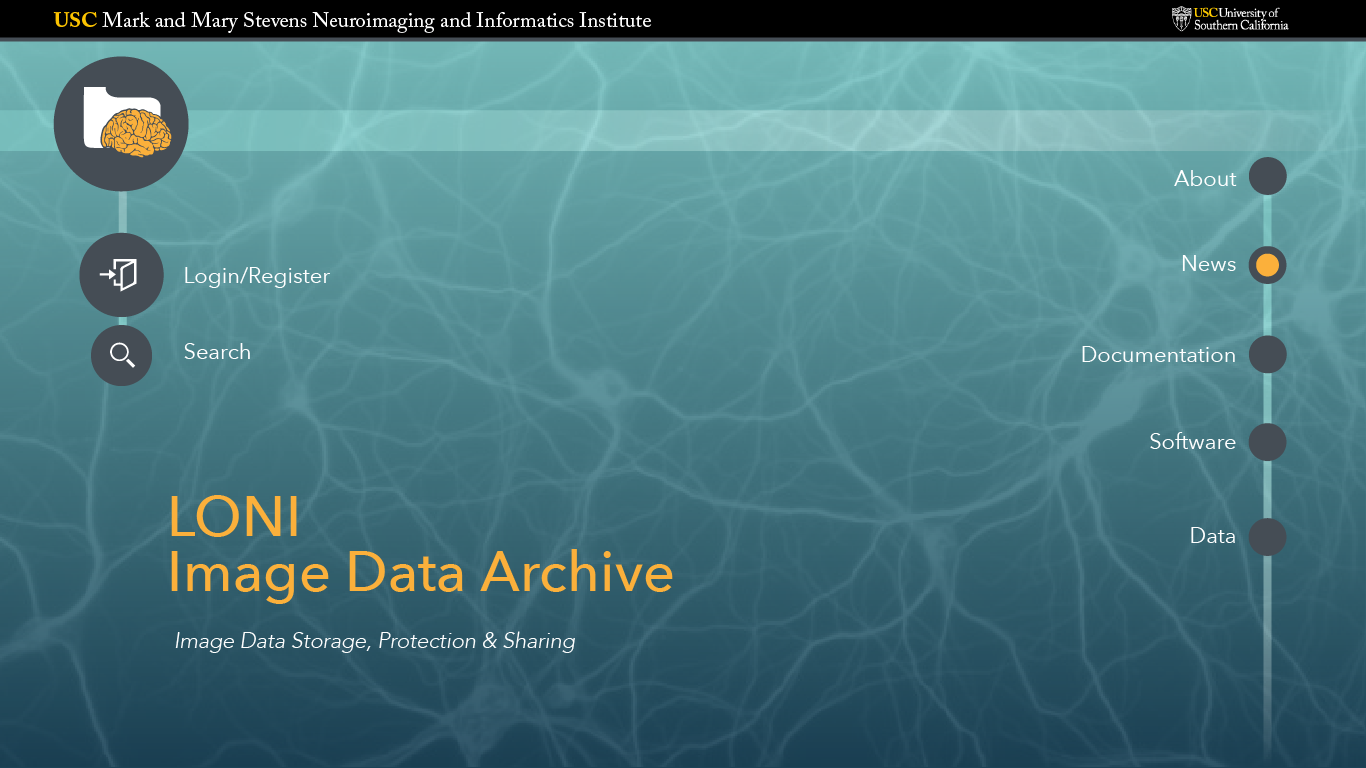 USC Mark and Mary Stevens Neuroimaging and Informatics Institute
USC University of
Southern California
About
News
Login/Register
Search
Documentation
Software
Data
LONI
Image Data Archive
Image Data Storage, Protection & Sharing